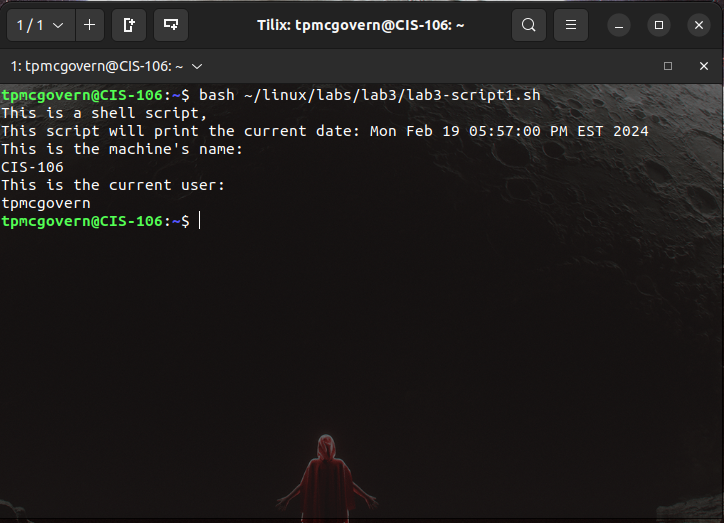 1 / 1
Tilix: tpmcgovern@CIS-106: ~
1: tpmcgovern@CIS-106: ~
tpmcgovern@CIS-106:~$ bash ~/linux/labs/lab3/lab3-script1.sh
This is a shell script,
This script will print the current date: Mon Feb 19 05:57:00 PM EST 2024
This is the machine's name:
CIS-106
This is the current user:
tpmcgovern
tpmcgovern@CIS-106:~$